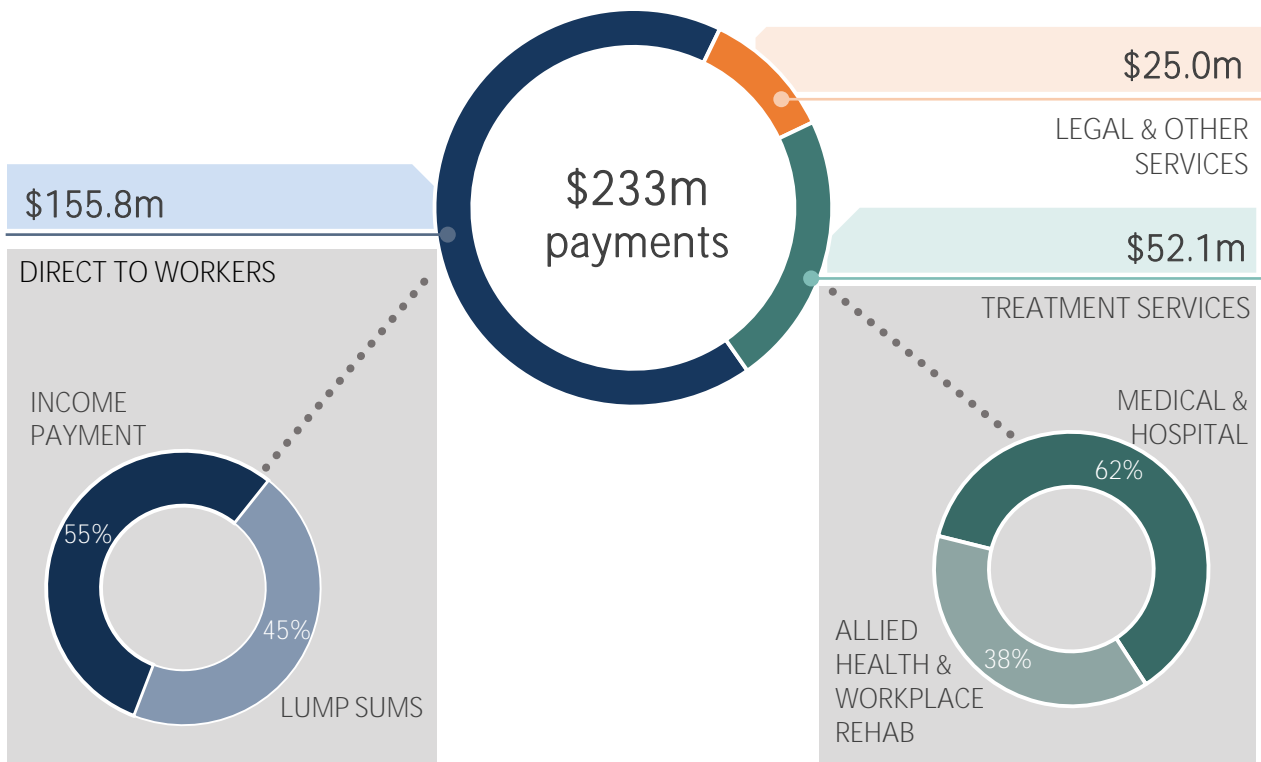 $233m
payments
$25.0m
LEGAL & OTHER
SERVICES
$155.8m
DIRECT TO WORKERS
INCOME
PAYMENT
55%
45%
LUMP SUMS
$52.1m
TREATMENT SERVICES
MEDICAL &
HOSPITAL
62%
ALLIED
HEALTH &
WORKPLACE
REHAB
38%